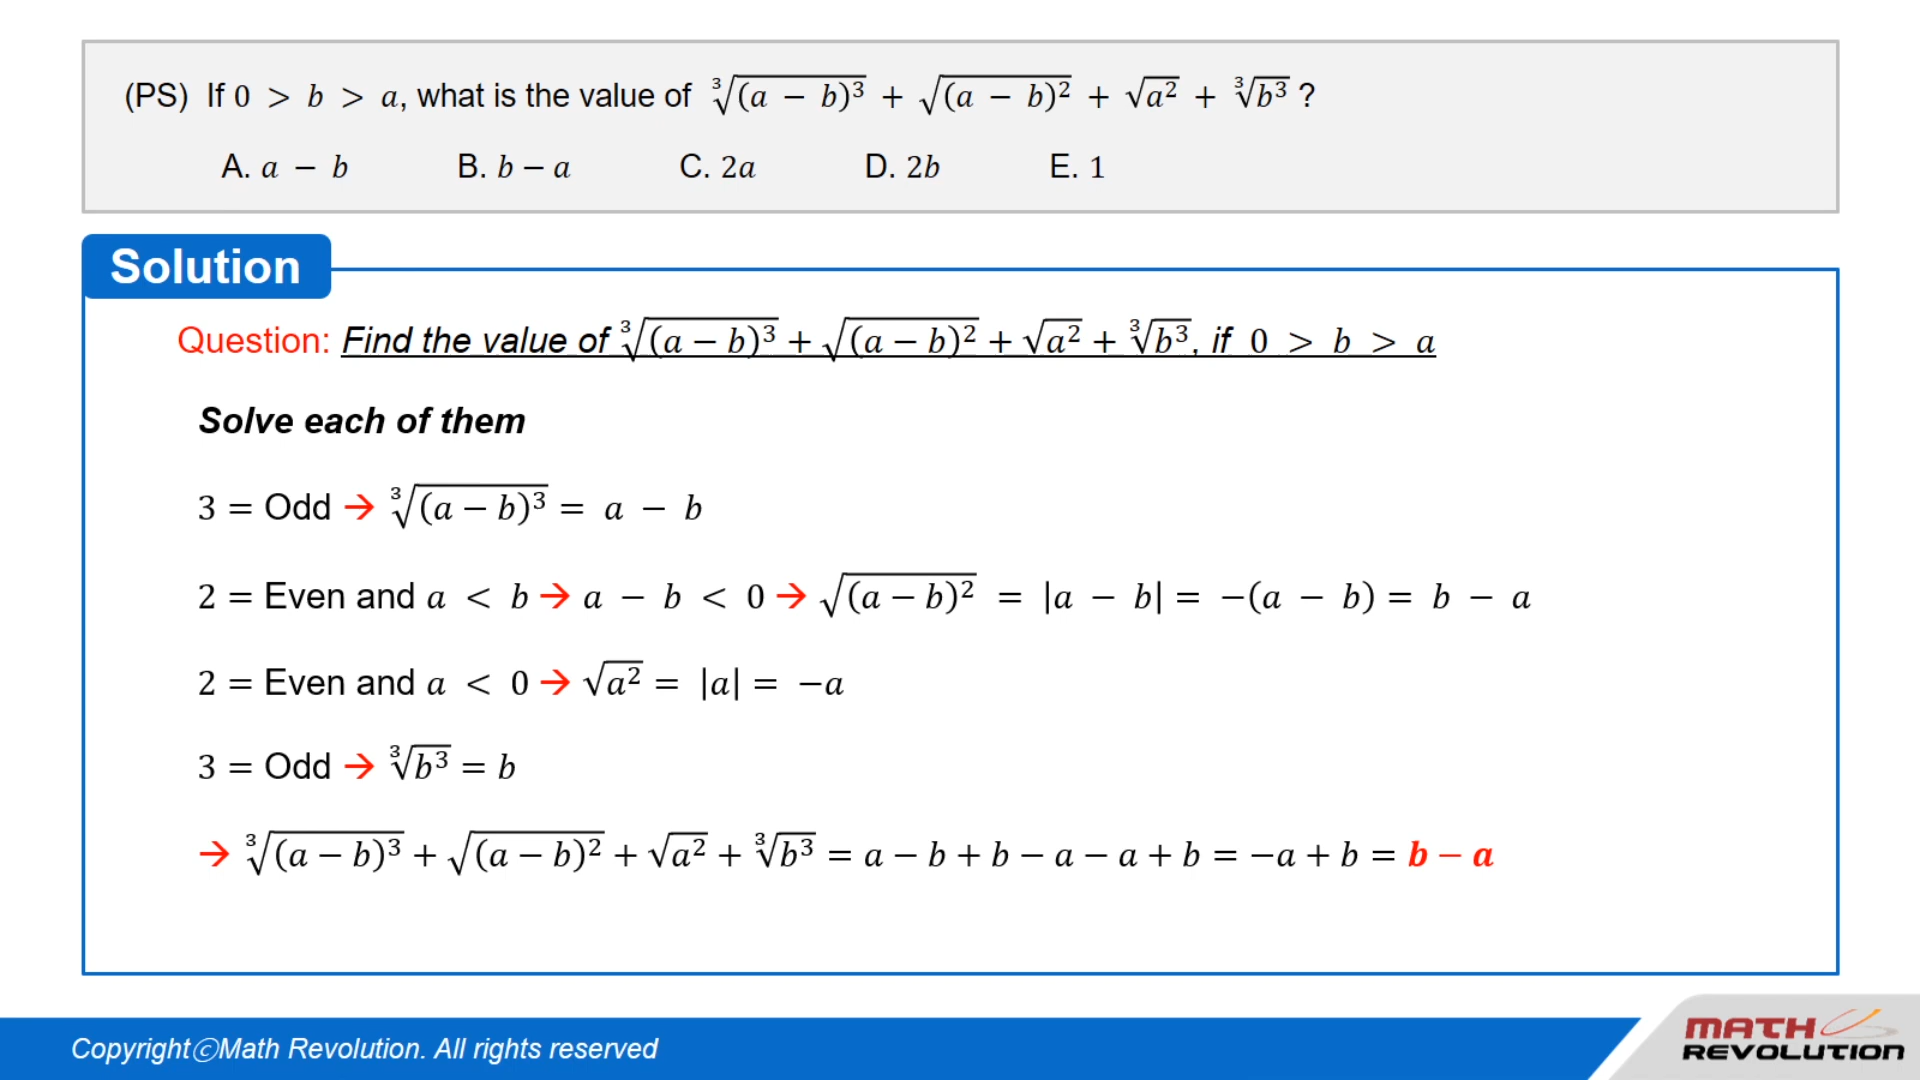 (PS) If 0 > b > a, what is the value of ∛(a − b)³ + √(a − b)² + √a² + ∛b³ ?
A. a − b B. b − a C. 2a D. 2b E. 1
Solution
Question: Find the value of ∛(a − b)³ + √(a − b)² + √a² + ∛b³, if 0 > b > a
Solve each of them
3 = Odd → ∛(a − b)³ = a − b
2 = Even and a < b → a − b < 0 → √(a − b)² = |a − b| = −(a − b) = b − a
2 = Even and a < 0 → √a² = |a| = −a
3 = Odd → ∛b³ = b
→ ∛(a − b)³ + √(a − b)² + √a² + ∛b³ = a − b + b − a − a + b = −a + b = b − a
CopyrightⓒMath Revolution. All rights reserved
MATH
REVOLUTION